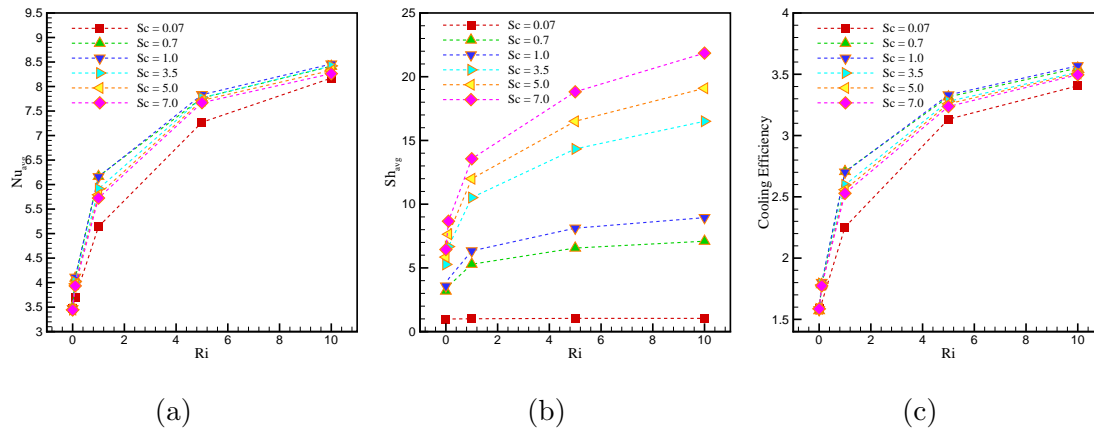 9.5
9
8.5
8
7.5
7
6.5
6
5.5
5
4.5
4
3.5
3
Nu_avg
0 2 4 6 8 10
Ri
Sc = 0.07
Sc = 0.7
Sc = 1.0
Sc = 3.5
Sc = 5.0
Sc = 7.0
(a)
25
20
15
10
5
0
Sh_avg
0 2 4 6 8 10
Ri
Sc = 0.07
Sc = 0.7
Sc = 1.0
Sc = 3.5
Sc = 5.0
Sc = 7.0
(b)
4
3.5
3
2.5
2
1.5
Cooling Efficiency
0 2 4 6 8 10
Ri
Sc = 0.07
Sc = 0.7
Sc = 1.0
Sc = 3.5
Sc = 5.0
Sc = 7.0
(c)